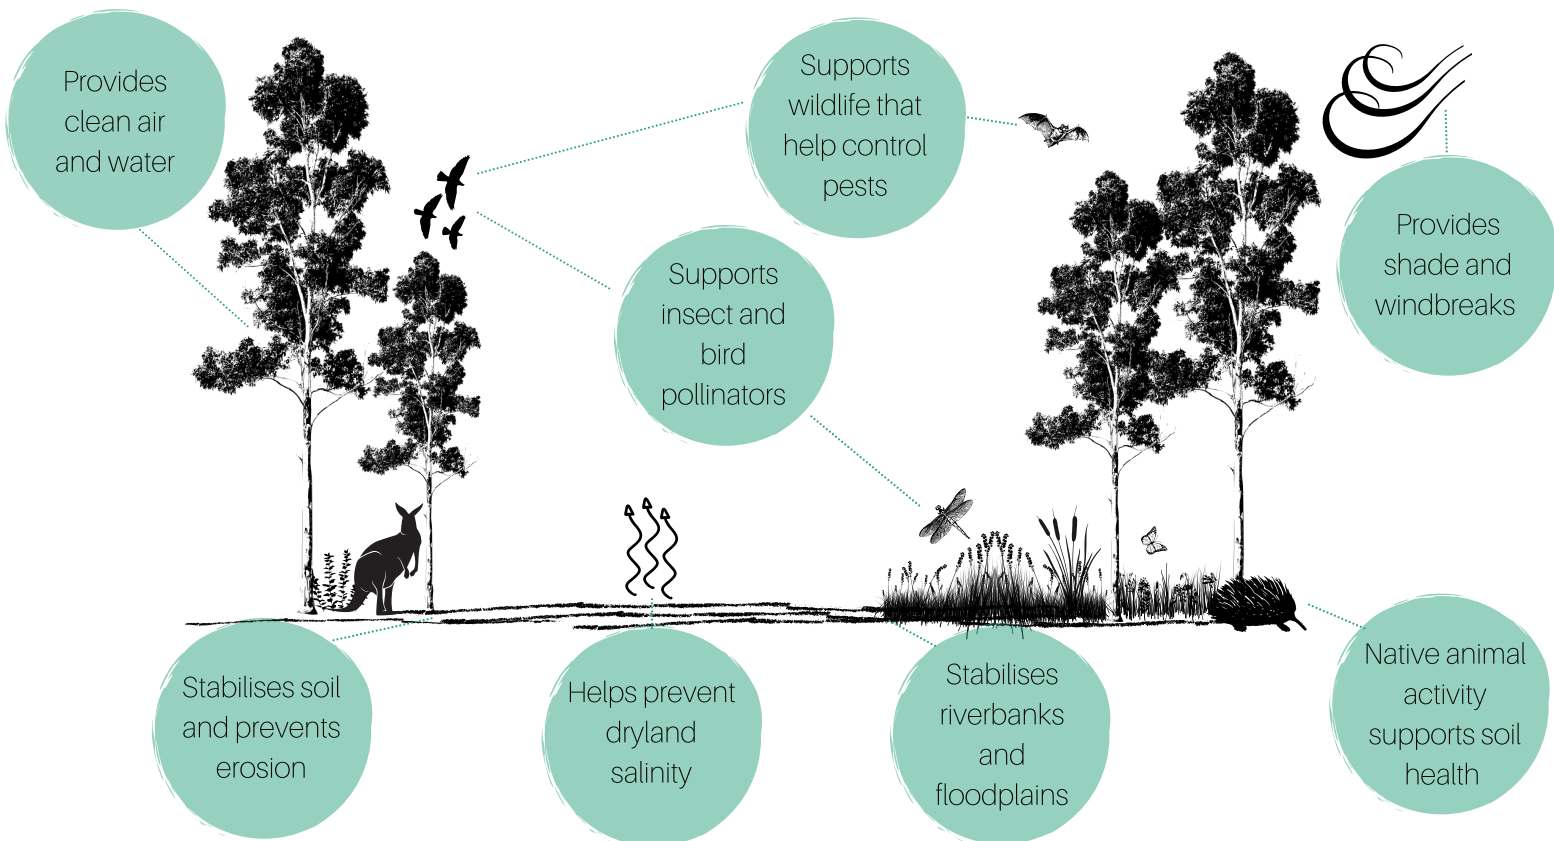 Provides
clean air
and water
Supports
wildlife that
help control
pests
Provides
shade and
windbreaks
Supports
insect and
bird
pollinators
Stabilises soil
and prevents
erosion
Helps prevent
dryland
salinity
Stabilises
riverbanks
and
floodplains
Native animal
activity
supports soil
health